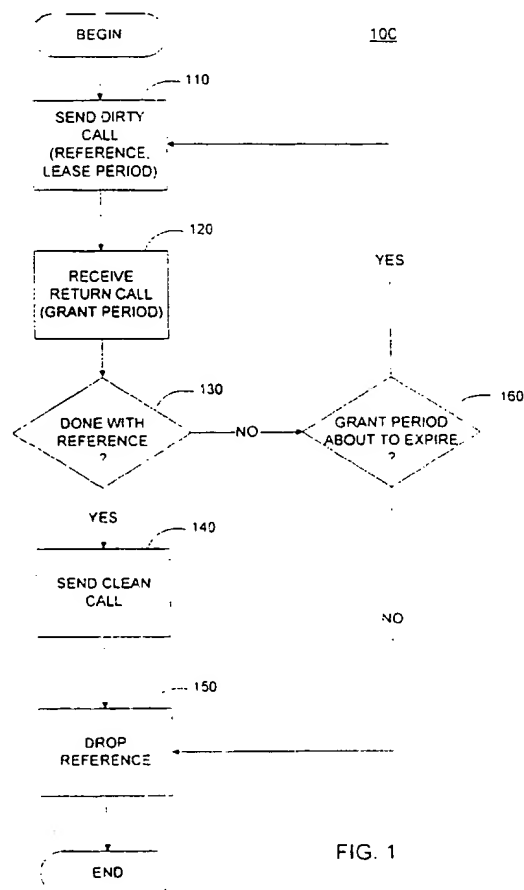 BEGIN
10C
110
SEND DIRTY
CALL
(REFERENCE,
LEASE PERIOD)
120
RECEIVE
RETURN CALL
(GRANT PERIOD)
YES
130
DONE WITH
REFERENCE
?
NO
160
GRANT PERIOD
ABOUT TO EXPIRE
?
YES
140
SEND CLEAN
CALL
NO
150
DROP
REFERENCE
END
FIG. 1